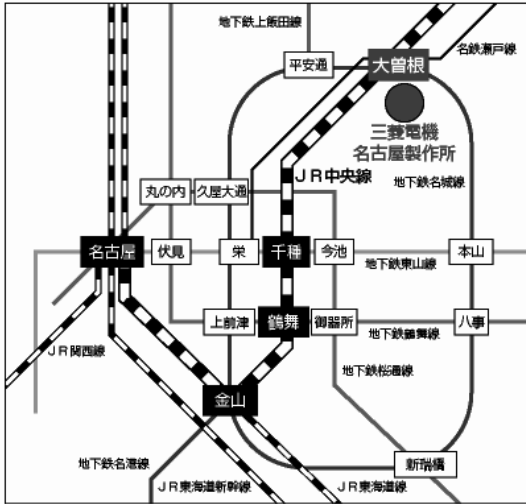 地下鉄上飯田線
名鉄瀬戸線
平安通
大曽根
三菱電機
名古屋製作所
JR中央線
地下鉄名城線
丸の内
久屋大通
名古屋
伏見
栄
千種
今池
本山
地下鉄東山線
上前津
鶴舞
御器所
八事
地下鉄鶴舞線
JR関西線
地下鉄桜通線
金山
地下鉄名港線
新瑞橋
JR東海道新幹線
JR東海道線